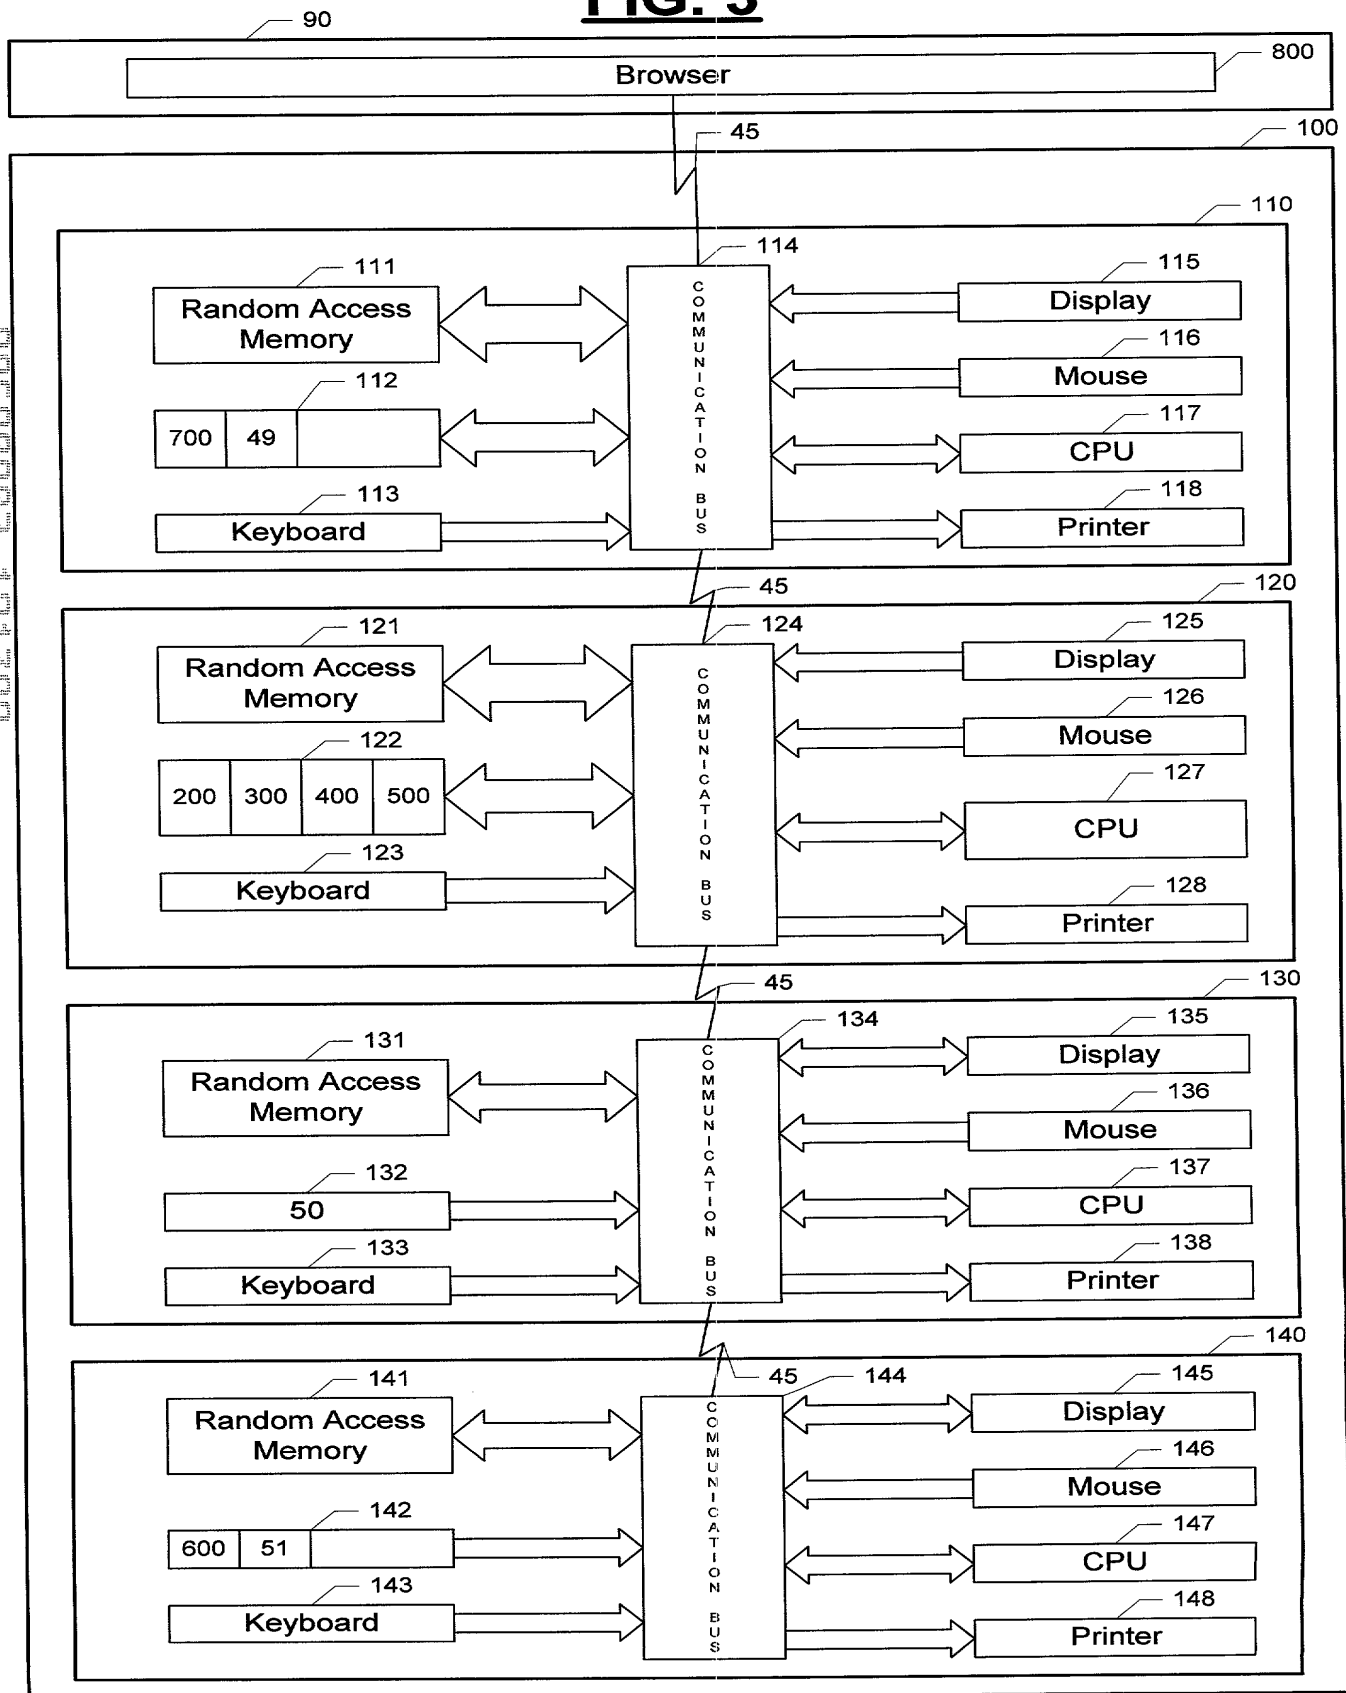 FIG. 3
90
Browser
800
45
100
110
114
111
115
Random Access
Memory
Display
116
Mouse
112
700 49
117
CPU
113
Keyboard
118
Printer
COMMUNICATION BUS
45
120
121
124
125
Random Access
Memory
Display
126
Mouse
122
200 300 400 500
127
CPU
123
Keyboard
128
Printer
COMMUNICATION BUS
45
130
131
134
135
Random Access
Memory
Display
136
Mouse
132
50
137
CPU
133
Keyboard
138
Printer
COMMUNICATION BUS
140
45
141
144
145
Random Access
Memory
Display
146
Mouse
142
600 51
147
CPU
143
Keyboard
148
Printer
COMMUNICATION BUS